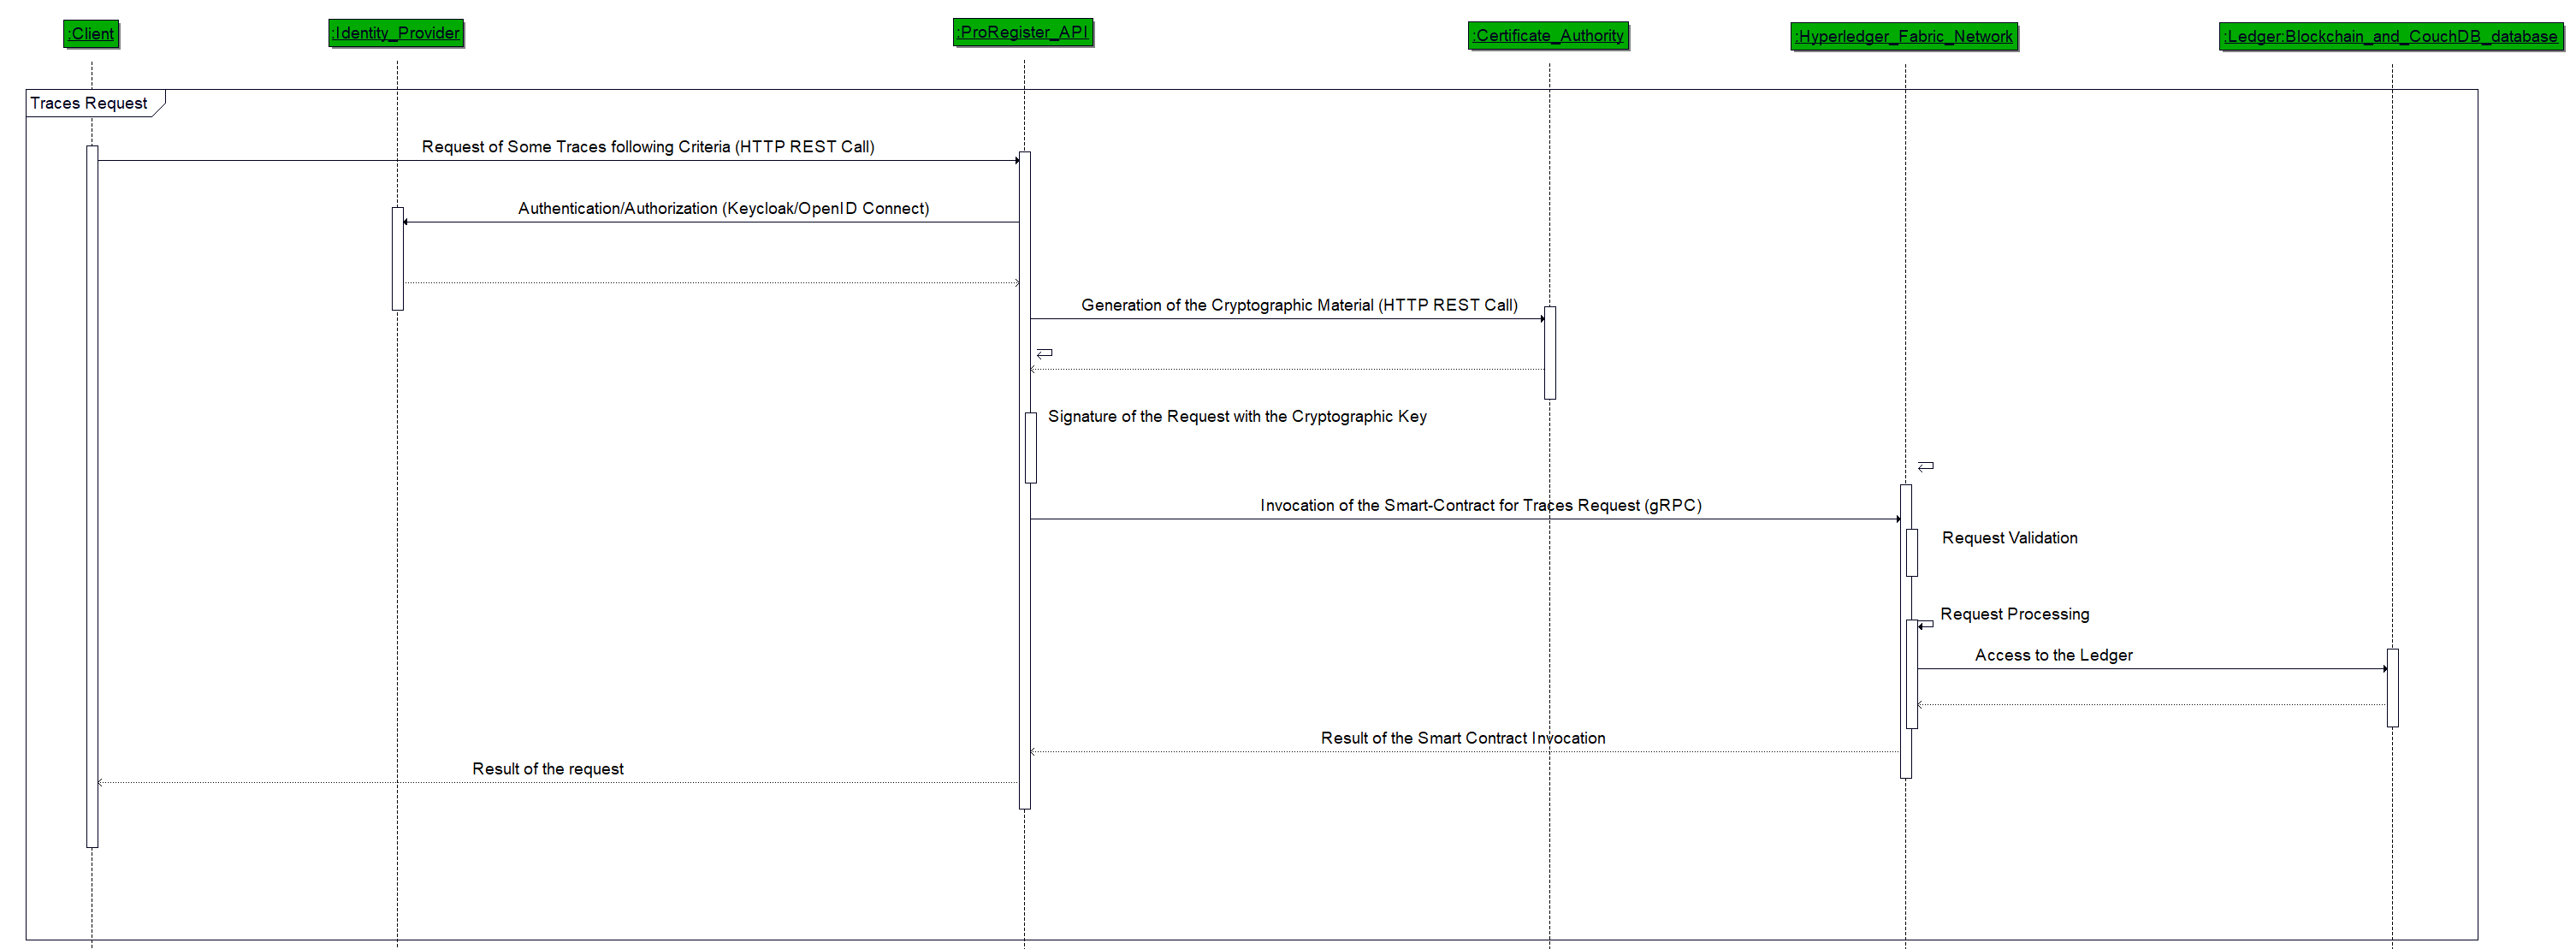 :Client
:Identity_Provider
:ProRegister_API
:Certificate_Authority
:Hyperledger_Fabric_Network
:Ledger:Blockchain_and_CouchDB_database
Traces Request
Request of Some Traces following Criteria (HTTP REST Call)
Authentication/Authorization (Keycloak/OpenID Connect)
Generation of the Cryptographic Material (HTTP REST Call)
Signature of the Request with the Cryptographic Key
Invocation of the Smart-Contract for Traces Request (gRPC)
Request Validation
Request Processing
Access to the Ledger
Result of the Smart Contract Invocation
Result of the request